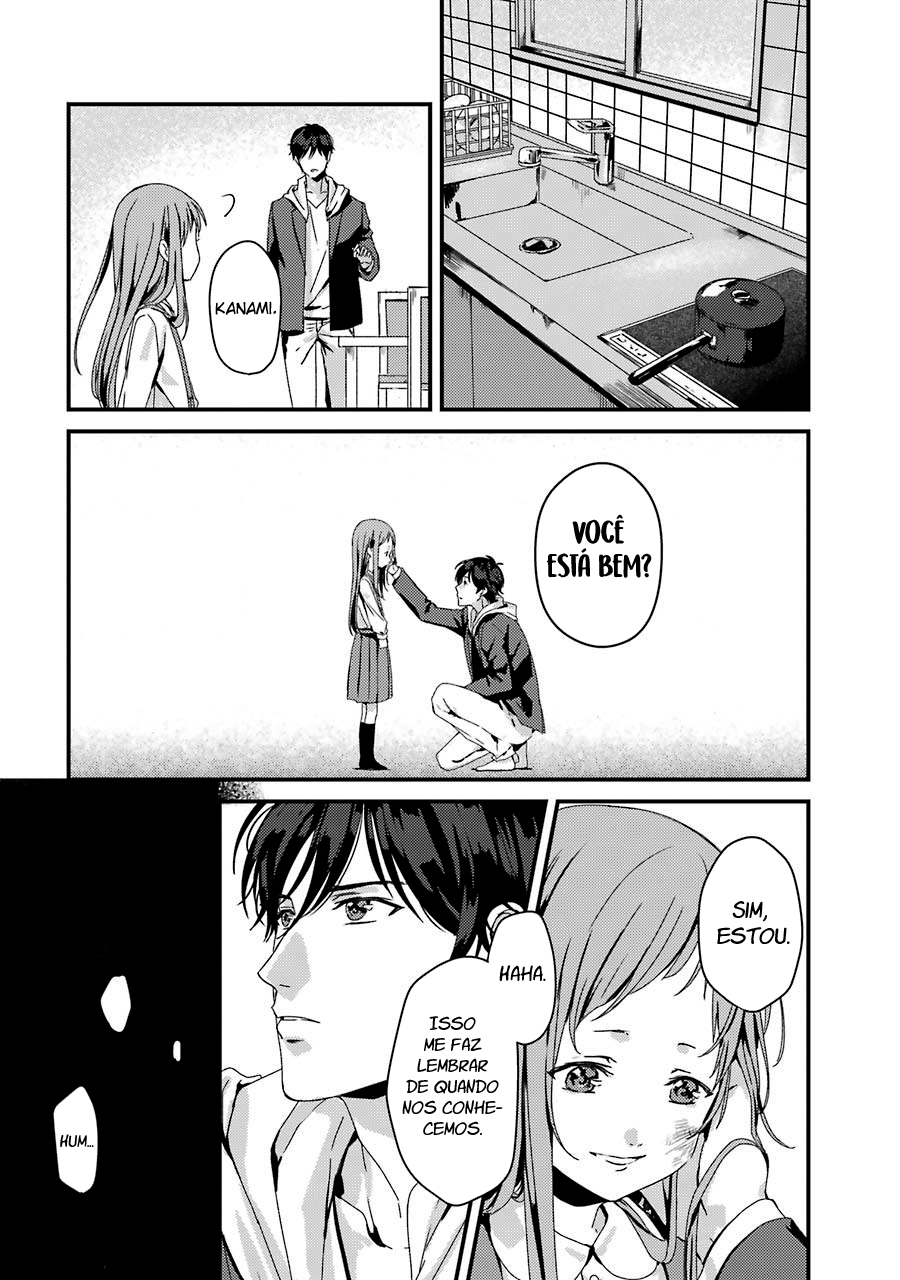 KANAMI.
VOCÊ
ESTÁ BEM?
SIM,
ESTOU.
HAHA.
ISSO
ME FAZ
LEMBRAR
DE QUANDO
NOS CONHE-
CEMOS.
HUM...